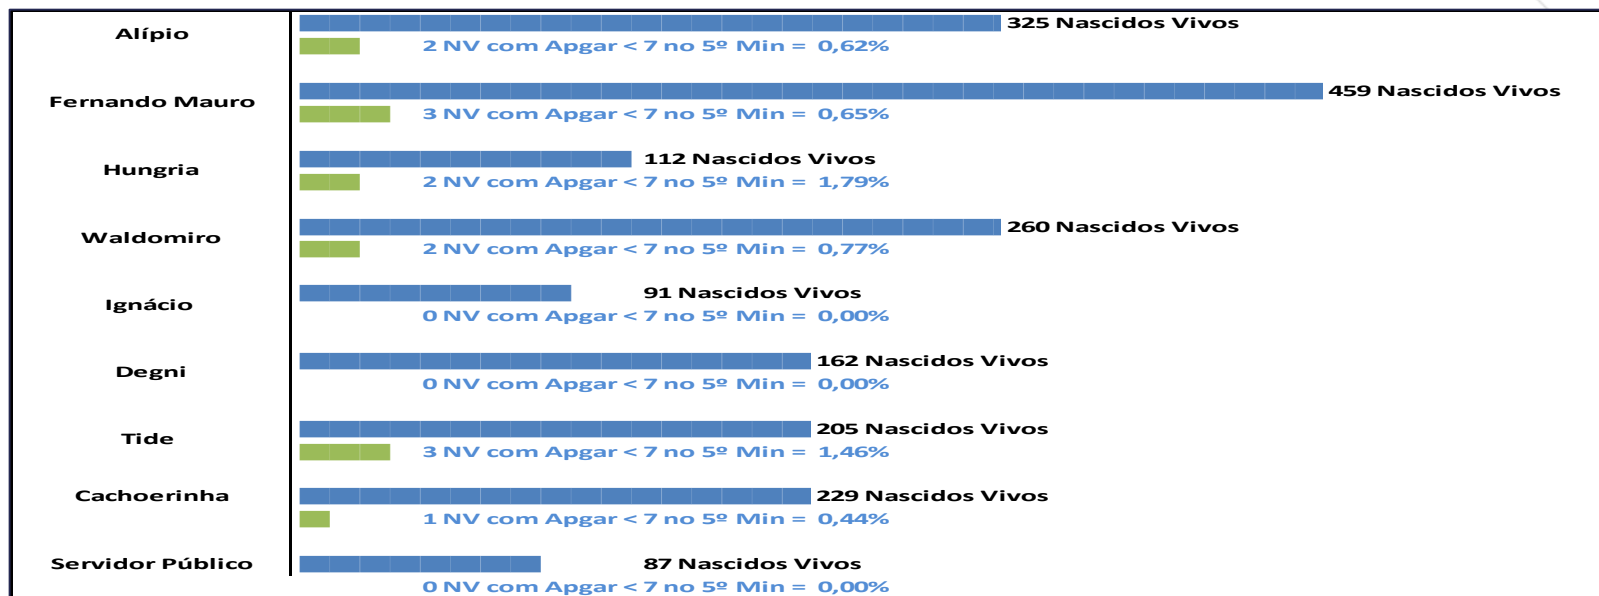 Alípio
325 Nascidos Vivos
2 NV com Apgar < 7 no 5º Min = 0,62%
Fernando Mauro
459 Nascidos Vivos
3 NV com Apgar < 7 no 5º Min = 0,65%
Hungria
112 Nascidos Vivos
2 NV com Apgar < 7 no 5º Min = 1,79%
Waldomiro
260 Nascidos Vivos
2 NV com Apgar < 7 no 5º Min = 0,77%
Ignácio
91 Nascidos Vivos
0 NV com Apgar < 7 no 5º Min = 0,00%
Degni
162 Nascidos Vivos
0 NV com Apgar < 7 no 5º Min = 0,00%
Tide
205 Nascidos Vivos
3 NV com Apgar < 7 no 5º Min = 1,46%
Cachoerinha
229 Nascidos Vivos
1 NV com Apgar < 7 no 5º Min = 0,44%
Servidor Público
87 Nascidos Vivos
0 NV com Apgar < 7 no 5º Min = 0,00%